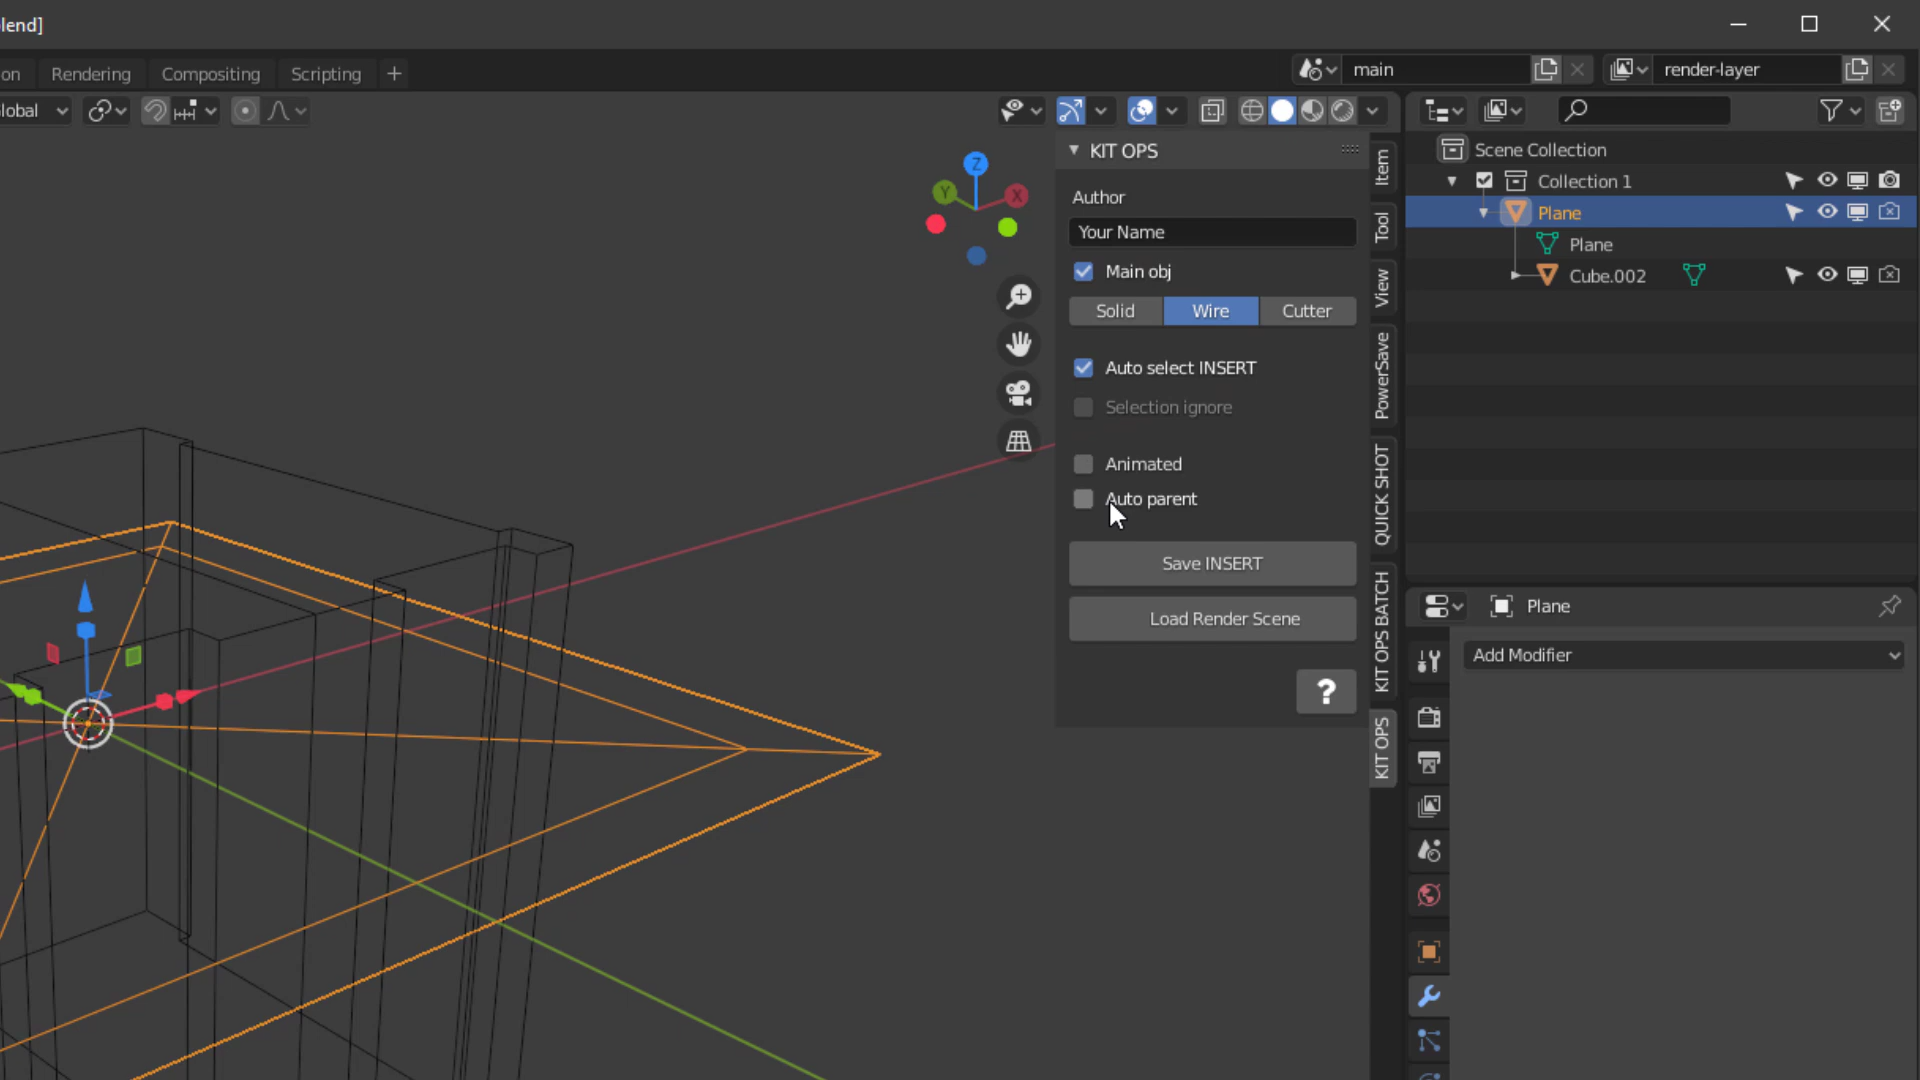 lend]
on
Rendering
Compositing
Scripting
+
main
render-layer
lobal
KIT OPS
Author
Your Name
Main obj
Solid
Wire
Cutter
Auto select INSERT
Selection ignore
Animated
Auto parent
Save INSERT
Load Render Scene
?
Z
Y
X
Item
Tool
View
PowerSave
QUICK SHOT
KIT OPS BATCH
KIT OPS
Scene Collection
Collection 1
Plane
Plane
Cube.002
Plane
Add Modifier